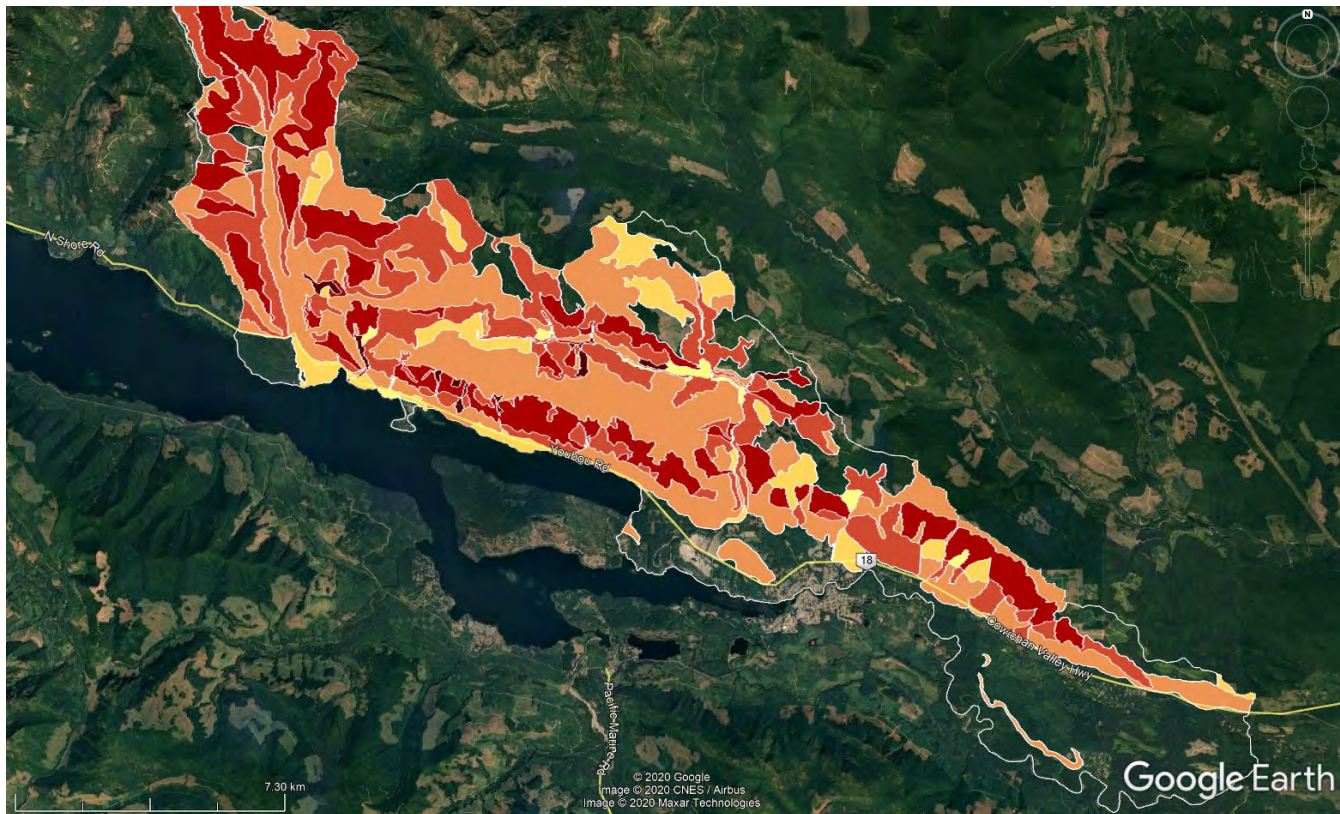 N
N Shore Rd
Youbou Rd
18
Cowichan Valley Hwy
Pacific Marine Rd
7.30 km
© 2020 Google
Image © 2020 CNES / Airbus
Image © 2020 Maxar Technologies
Google Earth